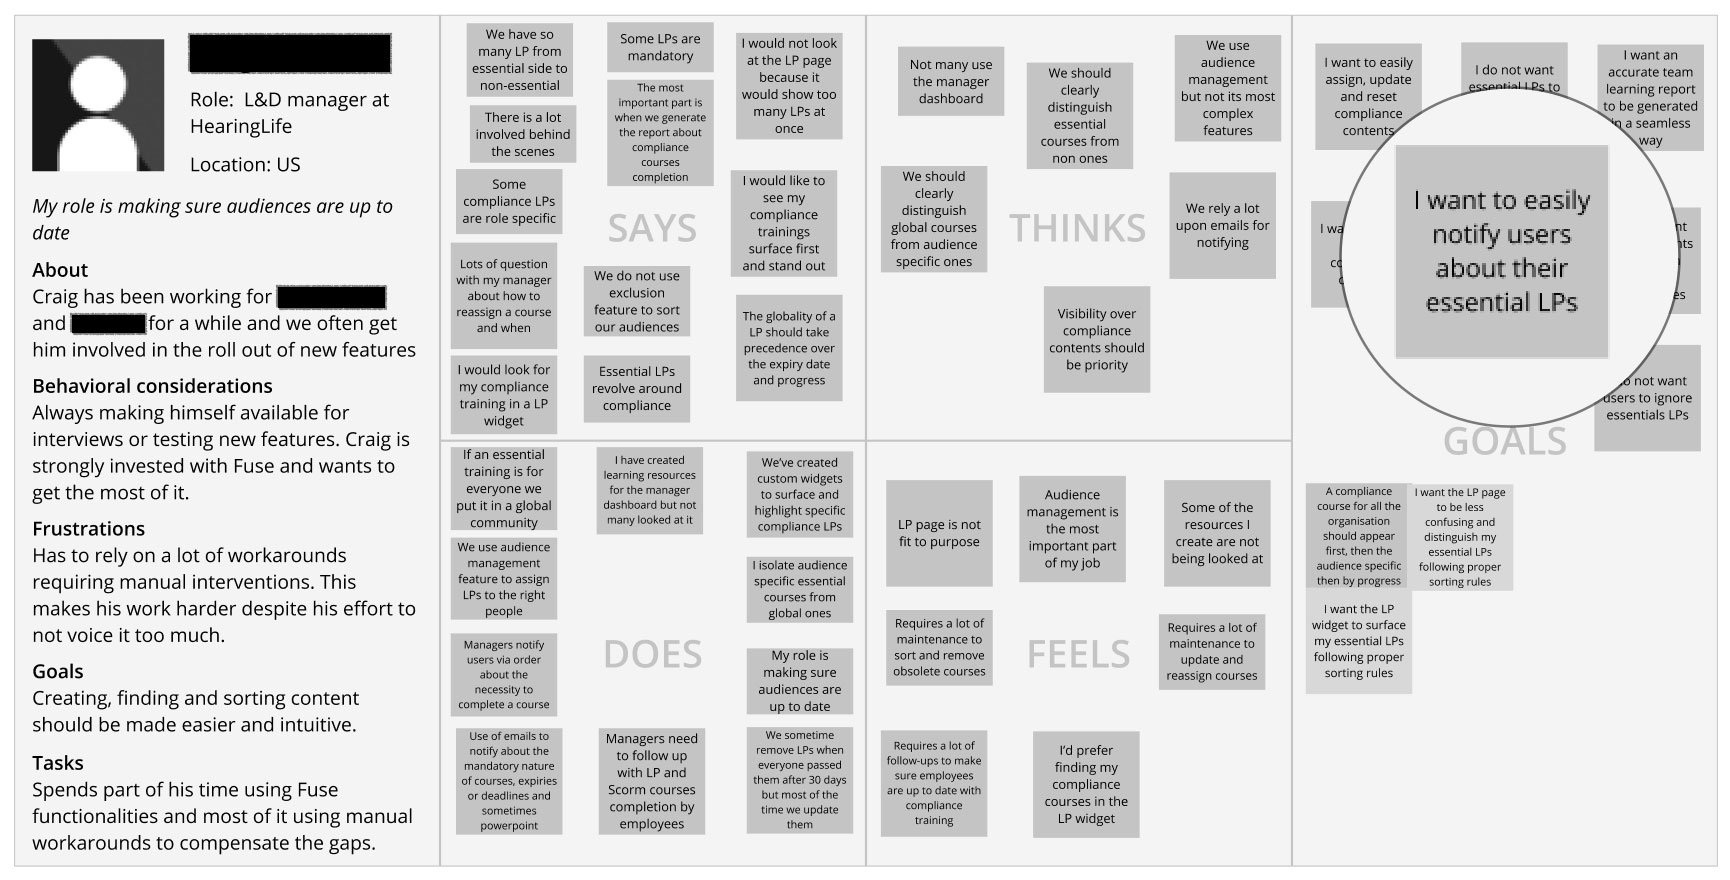 Role:  L&D manager at
HearingLife
Location: US
My role is making sure audiences are up to
date
About
Craig has been working for
and
for a while and we often get
him involved in the roll out of new features
Behavioral considerations
Always making himself available for
interviews or testing new features. Craig is
strongly invested with Fuse and wants to
get the most of it.
Frustrations
Has to rely on a lot of workarounds
requiring manual interventions. This
makes his work harder despite his effort to
not voice it too much.
Goals
Creating, finding and sorting content
should be made easier and intuitive.
Tasks
Spends part of his time using Fuse
functionalities and most of it using manual
workarounds to compensate the gaps.
We have so
many LP from
essential side to
non-essential
Some LPs are
mandatory
I would not look
at the LP page
because it
would show too
many LPs at
once
There is a lot
involved behind
the scenes
The most
important part is
when we generate
the report about
compliance
courses
completion
Some
compliance LPs
are role specific
SAYS
I would like to
see my
compliance
trainings
surface first
and stand out
Lots of question
with my manager
about how to
reassign a course
and when
We do not use
exclusion
feature to sort
our audiences
The globality of a
LP should take
precedence over
the expiry date
and progress
I would look for
my compliance
training in a LP
widget
Essential LPs
revolve around
compliance
Not many use
the manager
dashboard
We should
clearly
distinguish
essential
courses from
non ones
We use
audience
management
but not its most
complex
features
We should
clearly
distinguish
global courses
from audience
specific ones
THINKS
We rely a lot
upon emails for
notifying
Visibility over
compliance
contents should
be priority
I want to easily
assign, update
and reset
compliance
contents
I do not want
essential LPs to
I want an
accurate team
learning report
to be generated
in a seamless
way
I want to easily
notify users
about their
essential LPs
do not want
users to ignore
essentials LPs
GOALS
A compliance
course for all the
organisation
should appear
first, then the
audience specific
then by progress
I want the LP page
to be less
confusing and
distinguish my
essential LPs
following proper
sorting rules
I want the LP
widget to surface
my essential LPs
following proper
sorting rules
If an essential
training is for
everyone we
put it in a global
community
I have created
learning resources
for the manager
dashboard but not
many looked at it
We’ve created
custom widgets
to surface and
highlight specific
compliance LPs
We use audience
management
feature to assign
LPs to the right
people
I isolate audience
specific essential
courses from
global ones
Managers notify
users via order
about the
necessity to
complete a course
DOES
My role is
making sure
audiences are
up to date
Use of emails to
notify about the
mandatory nature
of courses, expiries
or deadlines and
sometimes
powerpoint
Managers need
to follow up
with LP and
Scorm courses
completion by
employees
We sometime
remove LPs when
everyone passed
them after 30 days
but most of the
time we update
them
LP page is not
fit to purpose
Audience
management is
the most
important part
of my job
Some of the
resources I
create are not
being looked at
Requires a lot of
maintenance to
sort and remove
obsolete courses
FEELS
Requires a lot of
maintenance to
update and
reassign courses
Requires a lot of
follow-ups to make
sure employees
are up to date with
compliance
training
I’d prefer
finding my
compliance
courses in the
LP widget